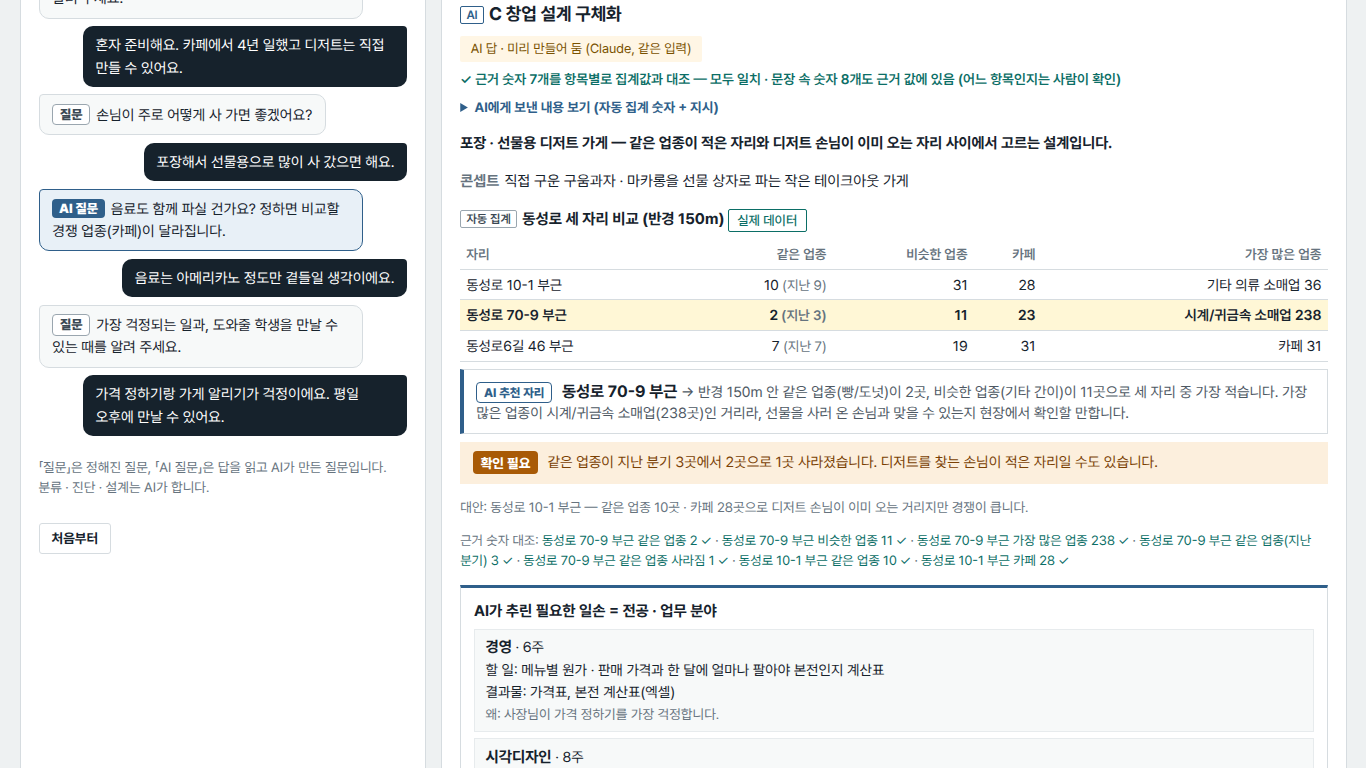 혼자 준비해요. 카페에서 4년 일했고 디저트는 직접
만들 수 있어요.
질문 손님이 주로 어떻게 사 가면 좋겠어요?
포장해서 선물용으로 많이 사 갔으면 해요.
AI 질문 음료도 함께 파실 건가요? 정하면 비교할
경쟁 업종(카페)이 달라집니다.
음료는 아메리카노 정도만 곁들일 생각이에요.
질문 가장 걱정되는 일과, 도와줄 학생을 만날 수
있는 때를 알려 주세요.
가격 정하기랑 가게 알리기가 걱정이에요. 평일
오후에 만날 수 있어요.
「질문」은 정해진 질문, 「AI 질문」은 답을 읽고 AI가 만든 질문입니다.
분류 · 진단 · 설계는 AI가 합니다.
처음부터
AI C 창업 설계 구체화
AI 답 · 미리 만들어 둠 (Claude, 같은 입력)
✓ 근거 숫자 7개를 항목별로 집계값과 대조 — 모두 일치 · 문장 속 숫자 8개도 근거 값에 있음 (어느 항목인지는 사람이 확인)
▶ AI에게 보낸 내용 보기 (자동 집계 숫자 + 지시)
포장 · 선물용 디저트 가게 — 같은 업종이 적은 자리와 디저트 손님이 이미 오는 자리 사이에서 고르는 설계입니다.
콘셉트 직접 구운 구움과자 · 마카롱을 선물 상자로 파는 작은 테이크아웃 가게
자동 집계 동성로 세 자리 비교 (반경 150m) 실제 데이터
자리 같은 업종 비슷한 업종 카페 가장 많은 업종
동성로 10-1 부근 10 (지난 9) 31 28 기타 의류 소매업 36
동성로 70-9 부근 2 (지난 3) 11 23 시계/귀금속 소매업 238
동성로6길 46 부근 7 (지난 7) 19 31 카페 31
AI 추천 자리 동성로 70-9 부근 → 반경 150m 안 같은 업종(빵/도넛)이 2곳, 비슷한 업종(기타 간이)이 11곳으로 세 자리 중 가장 적습니다. 가장
많은 업종이 시계/귀금속 소매업(238곳)인 거리라, 선물을 사러 온 손님과 맞을 수 있는지 현장에서 확인할 만합니다.
확인 필요 같은 업종이 지난 분기 3곳에서 2곳으로 1곳 사라졌습니다. 디저트를 찾는 손님이 적은 자리일 수도 있습니다.
대안: 동성로 10-1 부근 — 같은 업종 10곳 · 카페 28곳으로 디저트 손님이 이미 오는 거리지만 경쟁이 큽니다.
근거 숫자 대조: 동성로 70-9 부근 같은 업종 2 ✓ · 동성로 70-9 부근 비슷한 업종 11 ✓ · 동성로 70-9 부근 가장 많은 업종 238 ✓ · 동성로 70-9 부근 같은 업종(지난
분기) 3 ✓ · 동성로 70-9 부근 같은 업종 사라짐 1 ✓ · 동성로 10-1 부근 같은 업종 10 ✓ · 동성로 10-1 부근 카페 28 ✓
AI가 추린 필요한 일손 = 전공 · 업무 분야
경영 · 6주
할 일: 메뉴별 원가 · 판매 가격과 한 달에 얼마나 팔아야 본전인지 계산표
결과물: 가격표, 본전 계산표(엑셀)
왜: 사장님이 가격 정하기를 가장 걱정합니다.
시각디자인 · 8주